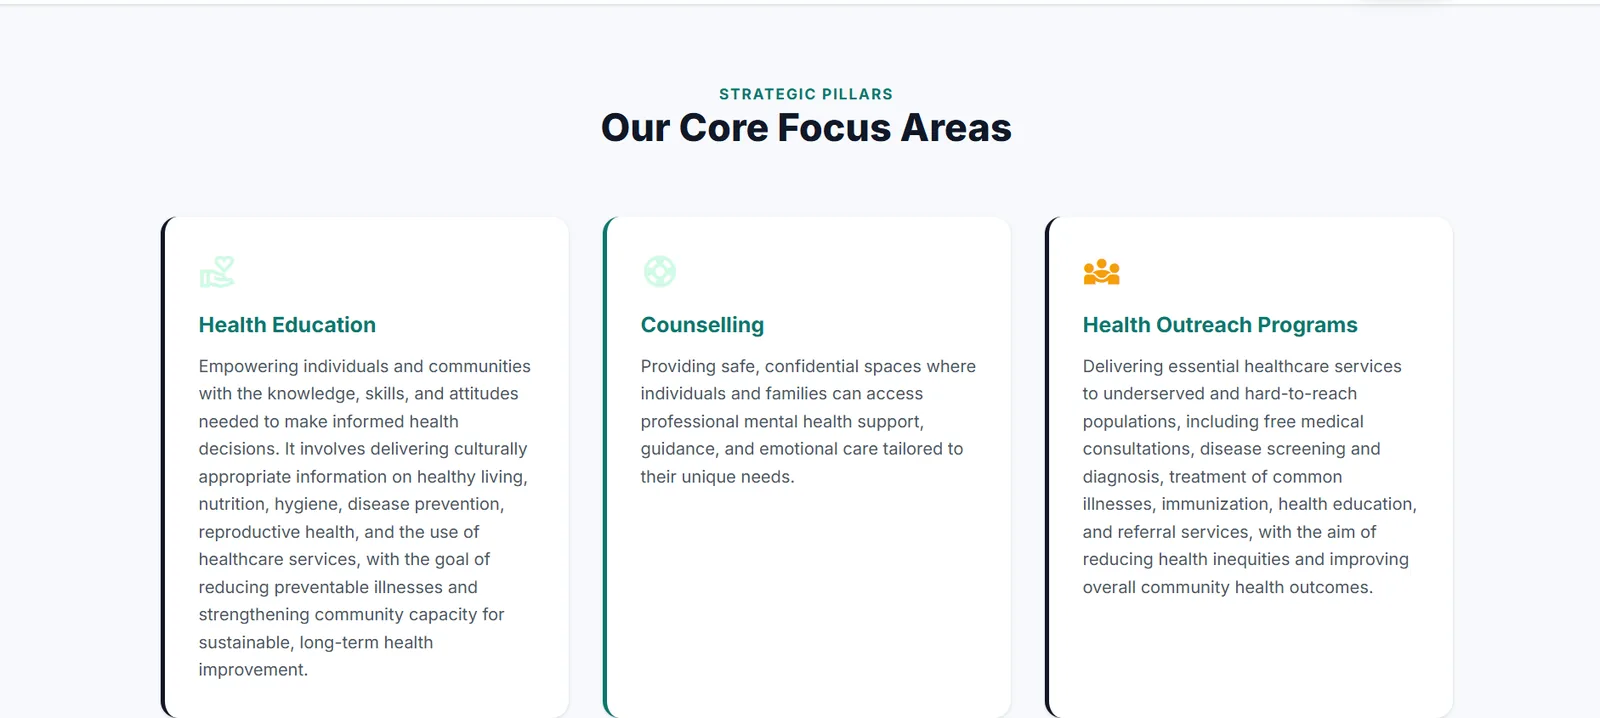 STRATEGIC PILLARS
Our Core Focus Areas
Health Education
Empowering individuals and communities
with the knowledge, skills, and attitudes
needed to make informed health
decisions. It involves delivering culturally
appropriate information on healthy living,
nutrition, hygiene, disease prevention,
reproductive health, and the use of
healthcare services, with the goal of
reducing preventable illnesses and
strengthening community capacity for
sustainable, long-term health
improvement.
Counselling
Providing safe, confidential spaces where
individuals and families can access
professional mental health support,
guidance, and emotional care tailored to
their unique needs.
Health Outreach Programs
Delivering essential healthcare services
to underserved and hard-to-reach
populations, including free medical
consultations, disease screening and
diagnosis, treatment of common
illnesses, immunization, health education,
and referral services, with the aim of
reducing health inequities and improving
overall community health outcomes.